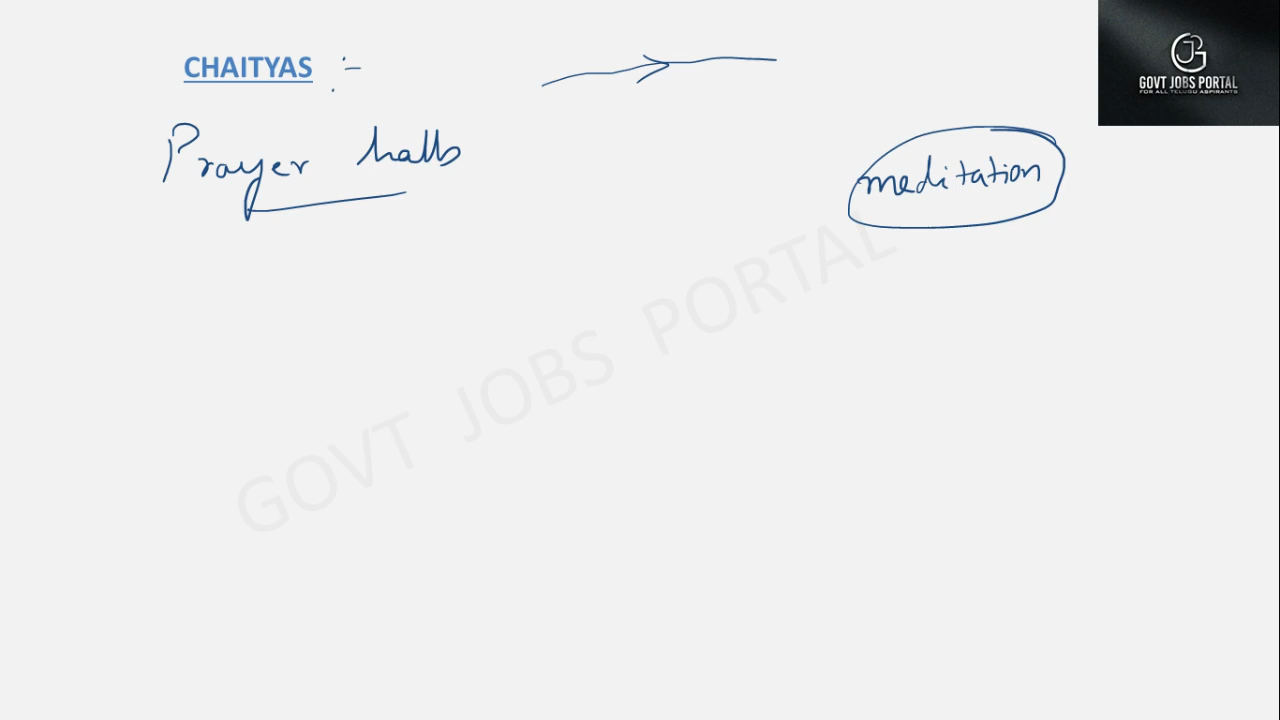 CHAITYAS :-
Prayer halls
meditation
GOVT JOBS PORTAL
FOR ALL TELUGU ASPIRANTS
GOVT JOBS PORTAL